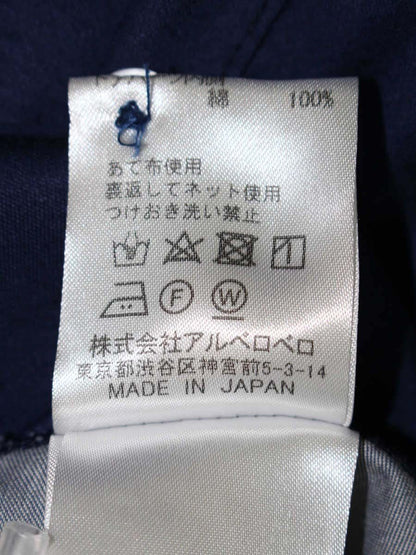 綿 100%
あて布使用
裏返してネット使用
つけおき洗い禁止
F W
株式会社アルベロベロ
東京都渋谷区神宮前5-3-14
MADE IN JAPAN